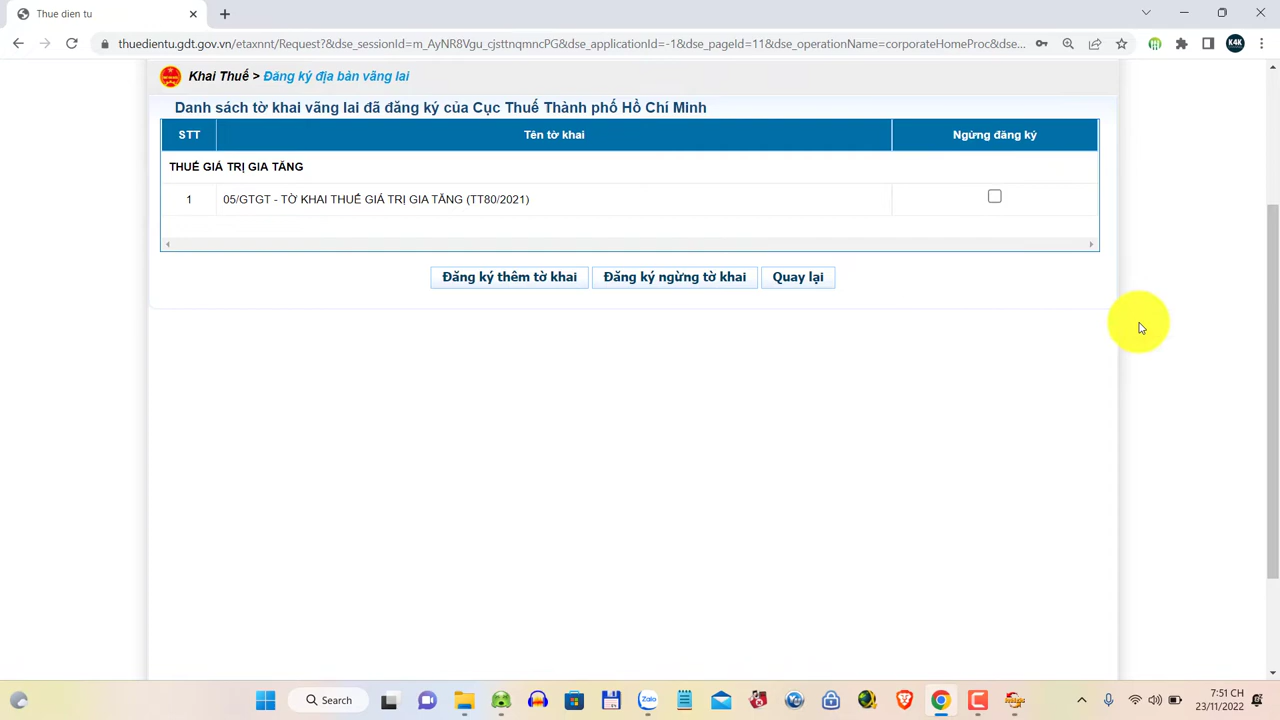 Thue dien tu
thuedientu.gdt.gov.vn/etaxnnt/Request?&dse_sessionId=m_AyNR8Vgu_cjsttnqrnnPG&dse_applicationId=-1&dse_pageId=11&dse_operationName=corporateHomeProc&dse...
K4K
Khai Thuế > Đăng ký địa bàn vãng lai
Danh sách tờ khai vãng lai đã đăng ký của Cục Thuế Thành phố Hồ Chí Minh
STT Tên tờ khai Ngừng đăng ký
THUẾ GIÁ TRỊ GIA TĂNG
1 05/GTGT - TỜ KHAI THUẾ GIÁ TRỊ GIA TĂNG (TT80/2021)
Đăng ký thêm tờ khai Đăng ký ngừng tờ khai Quay lại
Search
Zalo
7:51 CH
23/11/2022